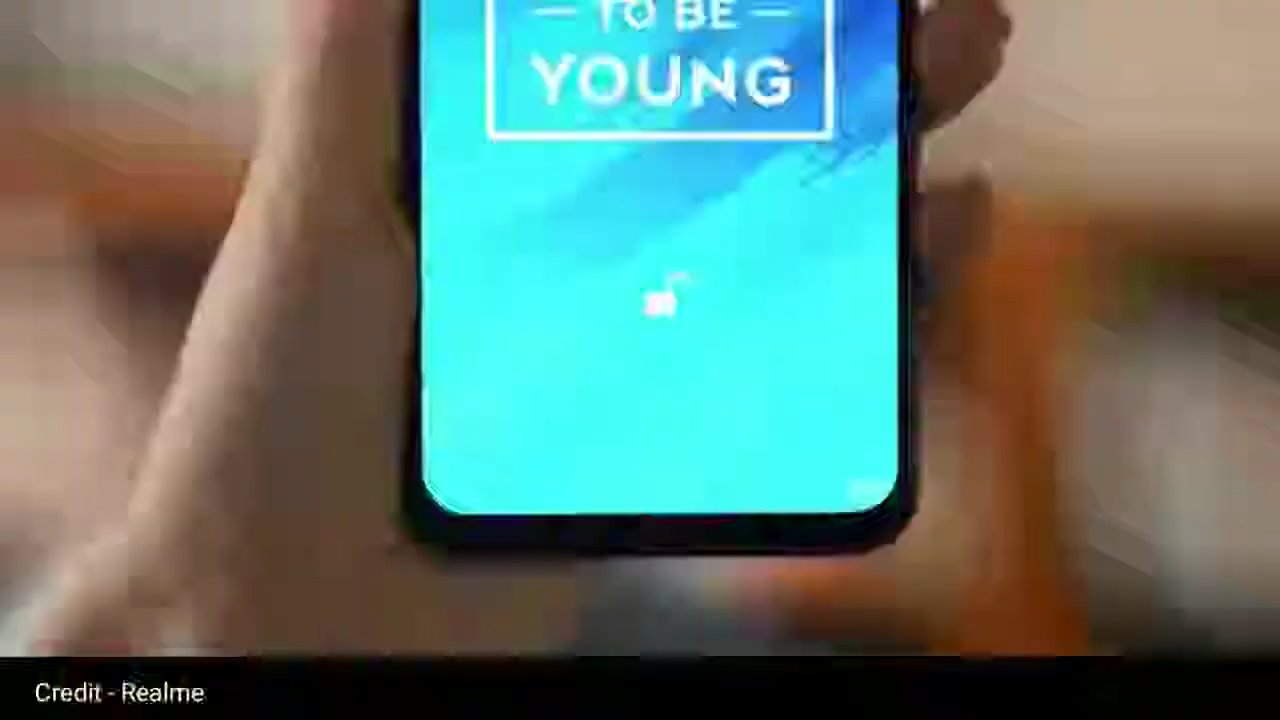 — TO BE —
YOUNG
Credit - Realme